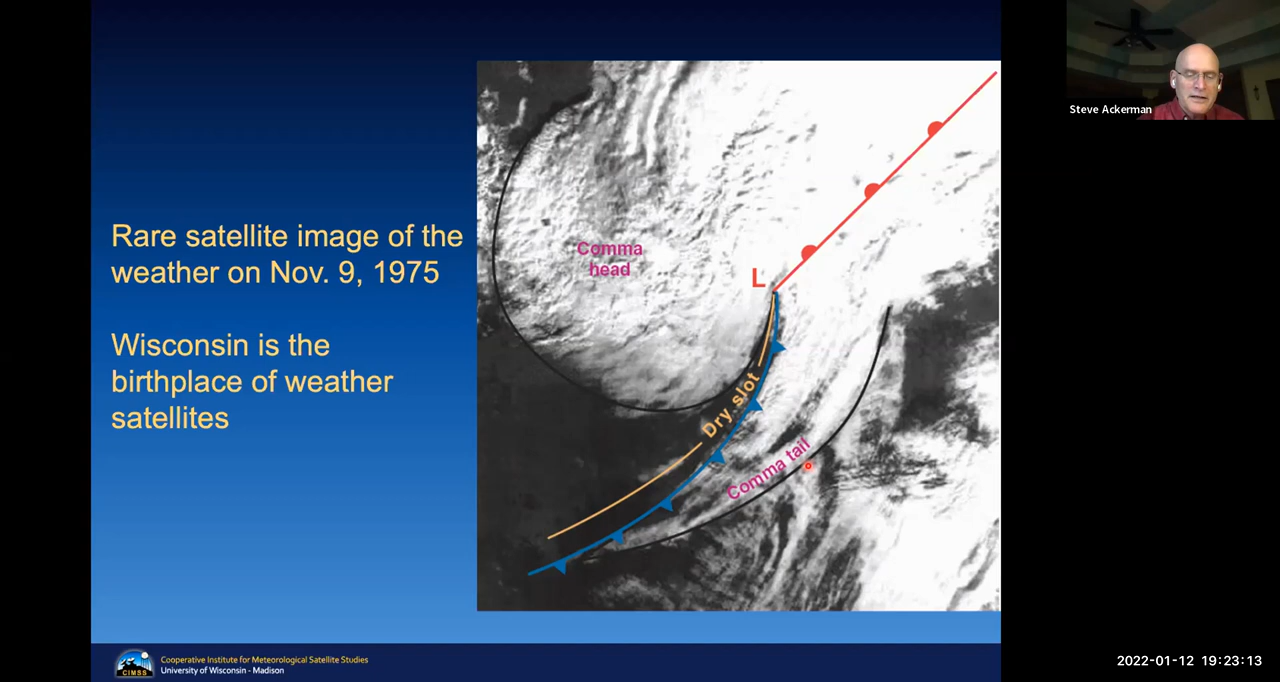 Rare satellite image of the
weather on Nov. 9, 1975
Wisconsin is the
birthplace of weather
satellites
Comma
head
L
Dry slot
Comma tail
CIMSS
Cooperative Institute for Meteorological Satellite Studies
University of Wisconsin - Madison
Steve Ackerman
2022-01-12 19:23:13